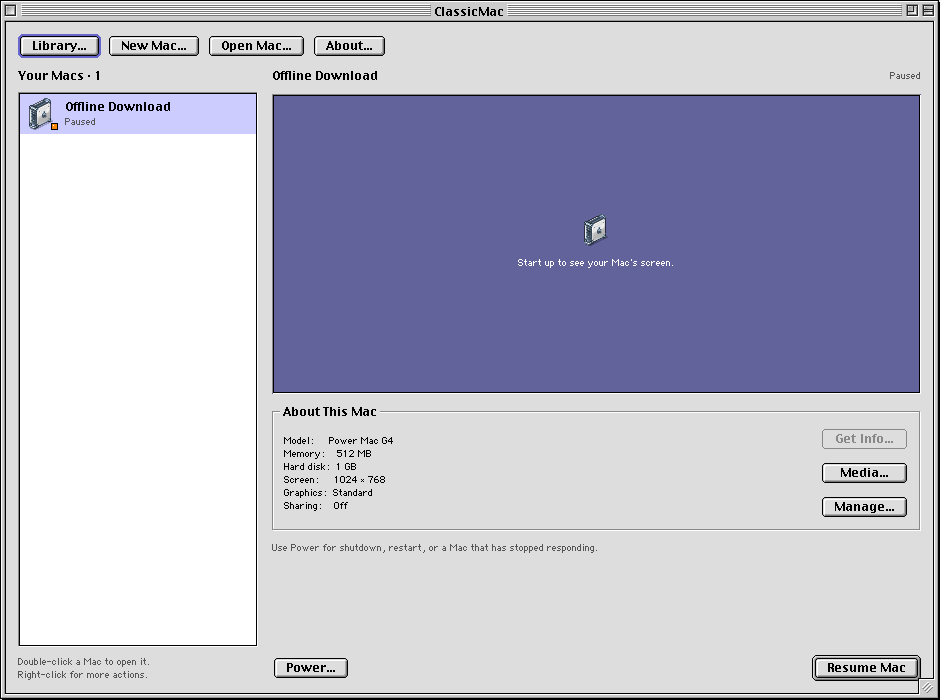 ClassicMac
Library...
New Mac...
Open Mac...
About...
Your Macs · 1
Offline Download
Paused
Offline Download
Paused
Start up to see your Mac's screen.
About This Mac
Model: Power Mac G4
Memory: 512 MB
Hard disk: 1 GB
Screen: 1024 × 768
Graphics: Standard
Sharing: Off
Get Info...
Media...
Manage...
Use Power for shutdown, restart, or a Mac that has stopped responding.
Double-click a Mac to open it.
Right-click for more actions.
Power...
Resume Mac